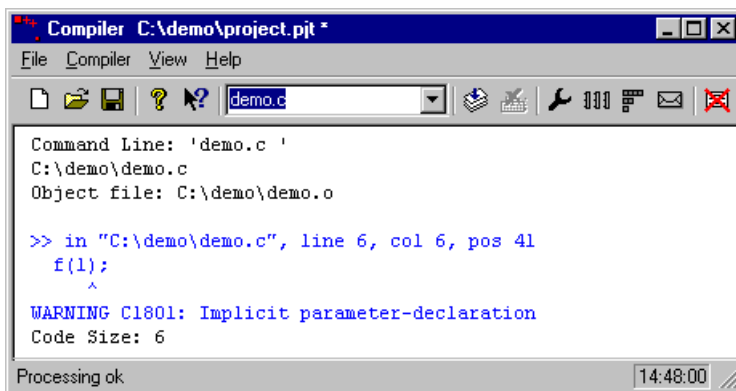 Compiler C:\demo\project.pjt *
File Compiler View Help
demo.c
Command Line: 'demo.c '
C:\demo\demo.c
Object file: C:\demo\demo.o
>> in "C:\demo\demo.c", line 6, col 6, pos 41
f(1);
^
WARNING C1801: Implicit parameter-declaration
Code Size: 6
Processing ok 14:48:00